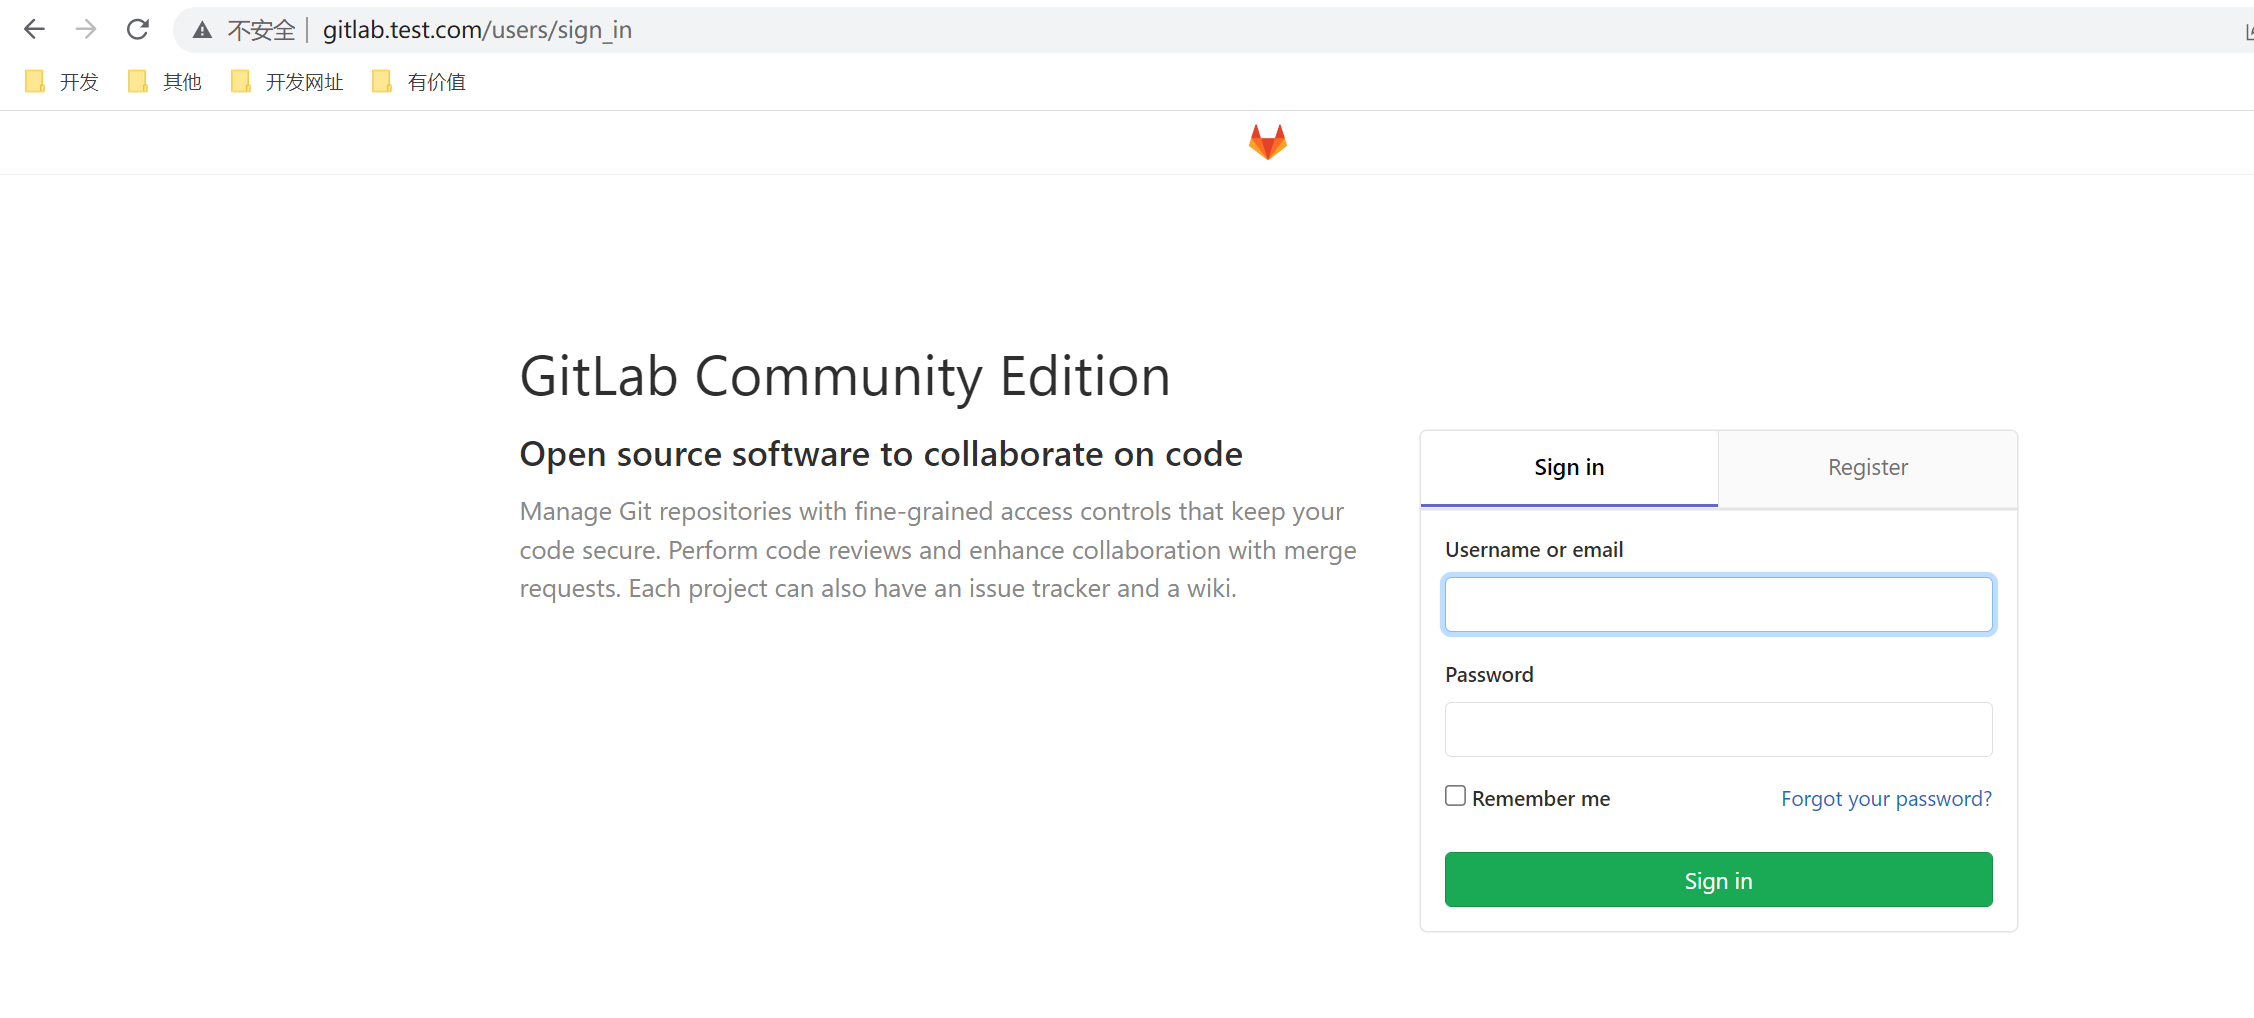 不安全 gitlab.test.com/users/sign_in
开发 其他 开发网址 有价值
GitLab Community Edition
Open source software to collaborate on code
Manage Git repositories with fine-grained access controls that keep your
code secure. Perform code reviews and enhance collaboration with merge
requests. Each project can also have an issue tracker and a wiki.
Sign in Register
Username or email
Password
Remember me Forgot your password?
Sign in